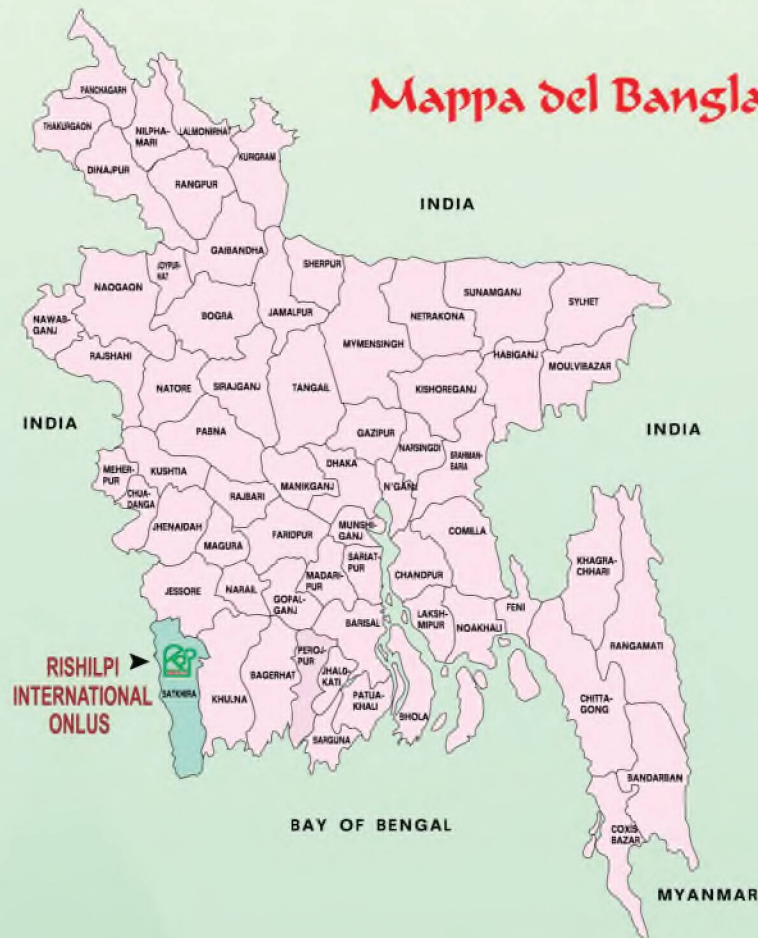 Mappa del Bangla
PANCHAGARH
THAKURGAON
NILPHA-
MARI
LALMONIRHAT
KURIGRAM
DINAJPUR
RANGPUR
INDIA
GAIBANDHA
SHERPUR
JOYPUR-
HAT
NAOGAON
SUNAMGANJ
SYLHET
NAWAB-
GANJ
BOGRA
JAMALPUR
NETRAKONA
MYMENSINGH
RAJSHAHI
HABIGANJ
MOULVIBAZAR
NATORE
SIRAJGANJ
TANGAIL
KISHOREGANJ
INDIA
PABNA
GAZIPUR
NARSINGDI
INDIA
BRAHMAN-
BARIA
MEHER-
PUR
KUSHTIA
DHAKA
MANIKGANJ
N'GANJ
CHUA-
DANGA
RAJBARI
JHENAIDAH
FARIDPUR
MUNSHI-
GANJ
COMILLA
MAGURA
SARIAT-
PUR
KHAGRA-
CHHARI
JESSORE
NARAIL
GOPAL-
GANJ
MADARI-
PUR
CHANDPUR
BARISAL
LAKSH-
MIPUR
NOAKHALI
FENI
RANGAMATI
RISHILPI
INTERNATIONAL
ONLUS
SATKHIRA
KHULNA
BAGERHAT
PEROJ-
PUR
JHALO-
KATI
PATUA-
KHALI
BHOLA
CHITTA-
GONG
BARGUNA
BANDARBAN
BAY OF BENGAL
COXIS
BAZAR
MYANMAR